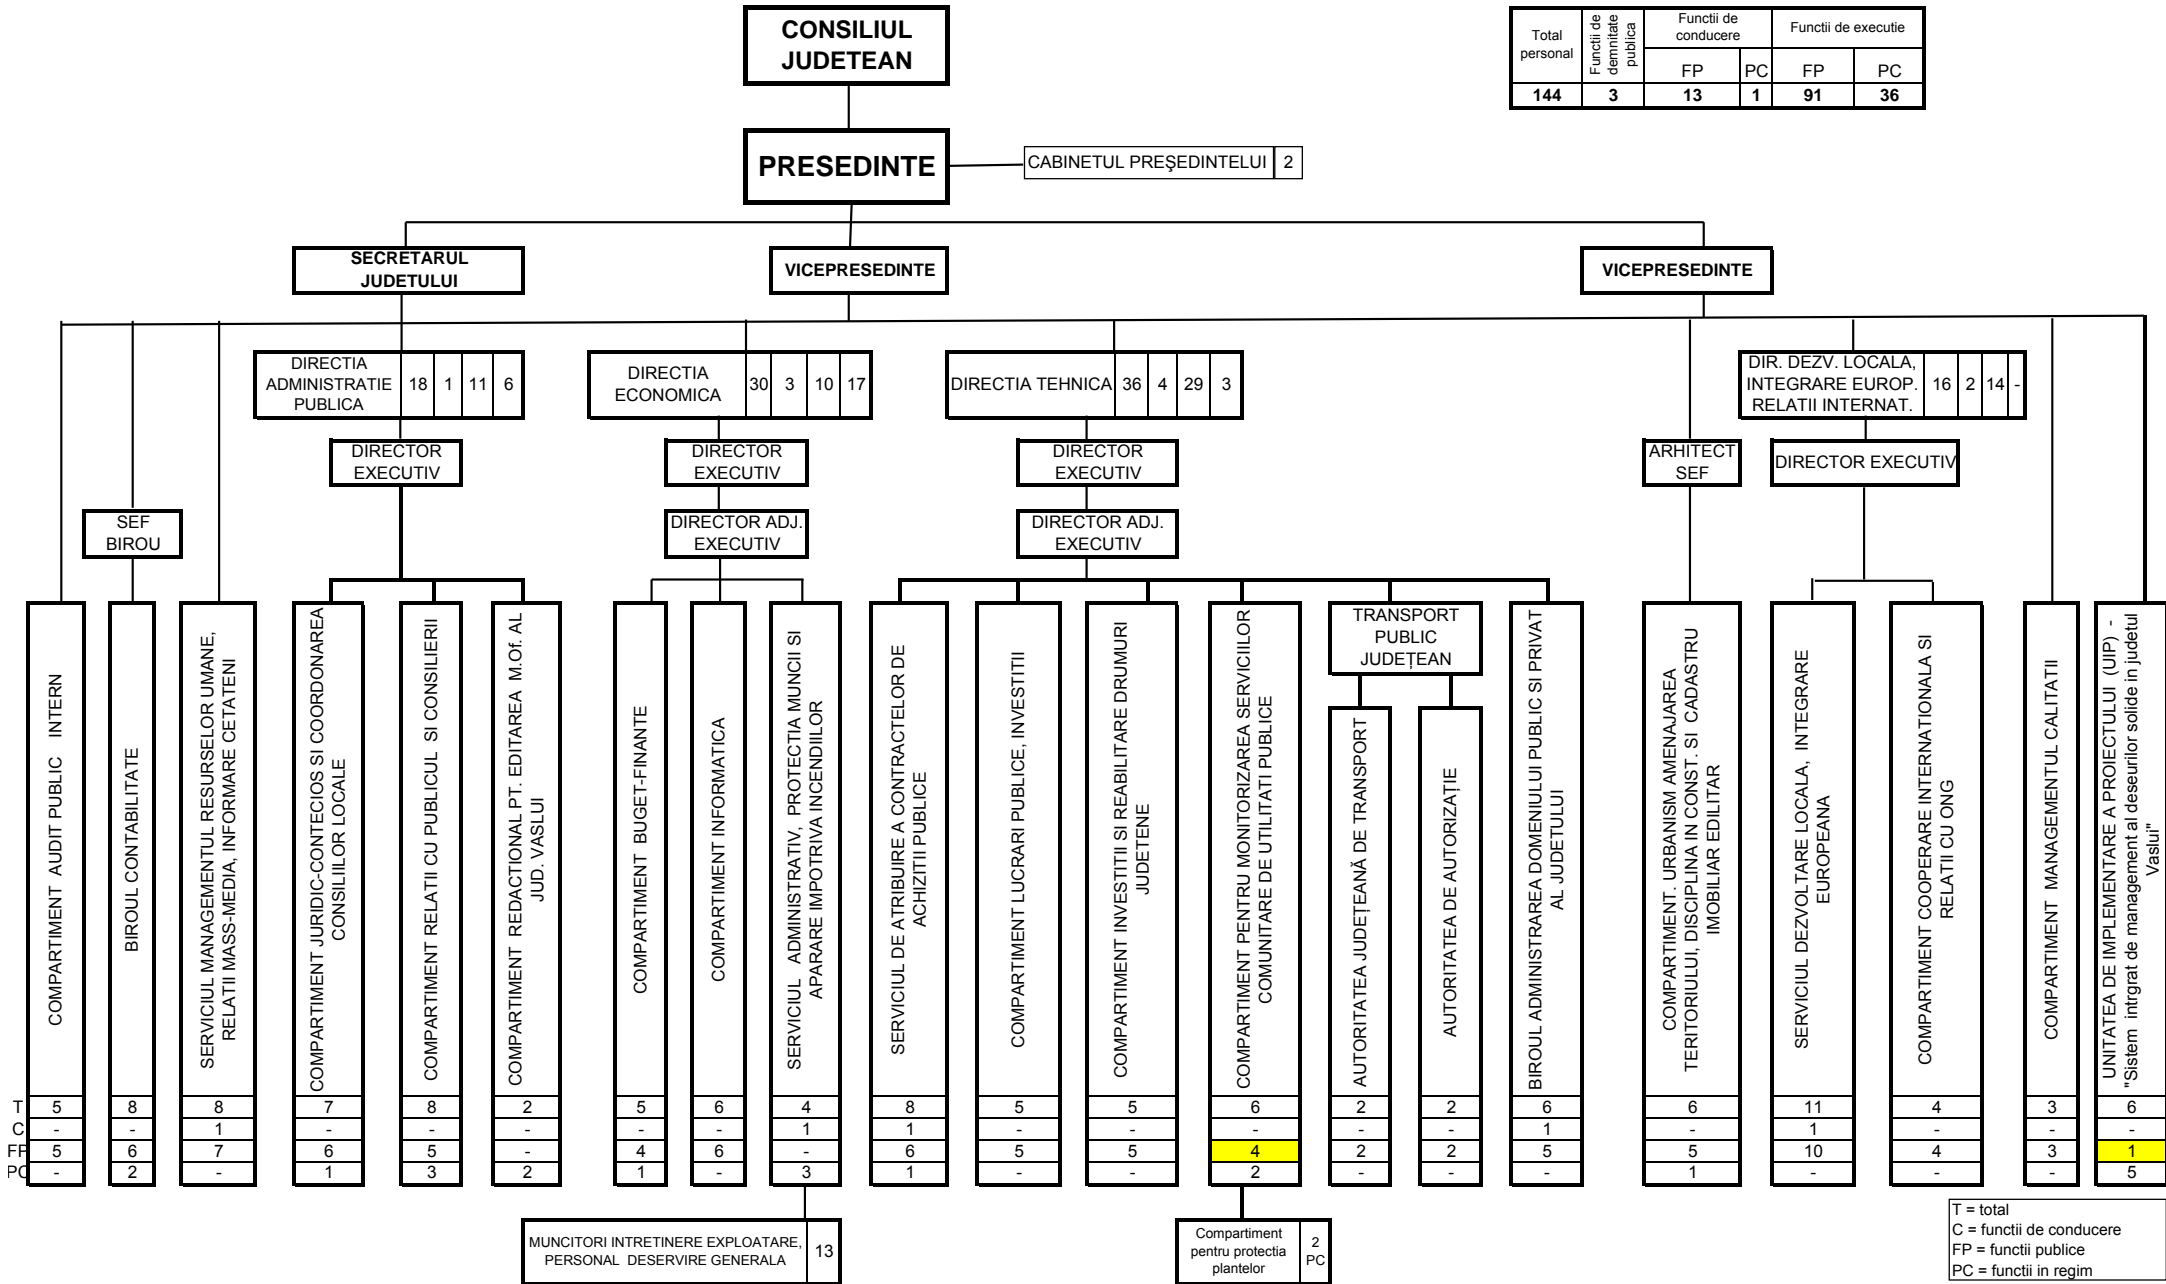 CONSILIUL
JUDETEAN
Total
personal
Functii de
demnitate
publica
Functii de
conducere
Functii de executie
FP
PC
FP
PC
144
3
13
1
91
36
PRESEDINTE
CABINETUL PREŞEDINTELUI
2
SECRETARUL
JUDETULUI
VICEPRESEDINTE
VICEPRESEDINTE
DIRECTIA
ADMINISTRATIE
PUBLICA
18
1
11
6
DIRECTIA
ECONOMICA
30
3
10
17
DIRECTIA TEHNICA
36
4
29
3
DIR. DEZV. LOCALA,
INTEGRARE EUROP.
RELATII INTERNAT.
16
2
14
-
DIRECTOR
EXECUTIV
DIRECTOR
EXECUTIV
DIRECTOR
EXECUTIV
ARHITECT
SEF
DIRECTOR EXECUTIV
SEF
BIROU
DIRECTOR ADJ.
EXECUTIV
DIRECTOR ADJ.
EXECUTIV
COMPARTIMENT AUDIT PUBLIC INTERN
BIROUL CONTABILITATE
SERVICIUL MANAGEMENTUL RESURSELOR UMANE,
RELATII MASS-MEDIA, INFORMARE CETATENI
COMPARTIMENT JURIDIC-CONTECIOS SI COORDONAREA
CONSILIILOR LOCALE
COMPARTIMENT RELATII CU PUBLICUL SI CONSILIERII
COMPARTIMENT REDACTIONAL PT. EDITAREA M.Of. AL
JUD. VASLUI
COMPARTIMENT BUGET-FINANTE
COMPARTIMENT INFORMATICA
SERVICIUL ADMINISTRATIV, PROTECTIA MUNCII SI
APARARE IMPOTRIVA INCENDIILOR
SERVICIUL DE ATRIBUIRE A CONTRACTELOR DE
ACHIZITII PUBLICE
COMPARTIMENT LUCRARI PUBLICE, INVESTITII
COMPARTIMENT INVESTITII SI REABILITARE DRUMURI
JUDETENE
COMPARTIMENT PENTRU MONITORIZAREA SERVICIILOR
COMUNITARE DE UTILITATI PUBLICE
TRANSPORT
PUBLIC
JUDEȚEAN
AUTORITATEA JUDEȚEANĂ DE TRANSPORT
AUTORITATEA DE AUTORIZAȚIE
BIROUL ADMINISTRAREA DOMENIULUI PUBLIC SI PRIVAT
AL JUDETULUI
COMPARTIMENT. URBANISM AMENAJAREA
TERITORIULUI, DISCIPLINA IN CONST. SI CADASTRU
IMOBILIAR EDILITAR
SERVICIUL DEZVOLTARE LOCALA, INTEGRARE
EUROPEANA
COMPARTIMENT COOPERARE INTERNATIONALA SI
RELATII CU ONG
COMPARTIMENT MANAGEMENTUL CALITATII
UNITATEA DE IMPLEMENTARE A PROIECTULUI (UIP) -
"Sistem intrgrat de management al deseurilor solide in judetul
Vaslui"
T 5 8 8 7 8 2 5 6 4 8 5 5 6 2 2 6 6 11 4 3 6
C - - 1 - - - - - 1 1 - - - - - 1 - 1 - - -
FP 5 6 7 6 5 - 4 6 - 6 5 5 4 2 2 5 5 10 4 3 1
PC - 2 - 1 3 2 1 - 3 1 - - 2 - - - 1 - - - 5
MUNCITORI INTRETINERE EXPLOATARE,
PERSONAL DESERVIRE GENERALA
13
Compartiment
pentru protectia
plantelor
2
PC
T = total
C = functii de conducere
FP = functii publice
PC = functii in regim